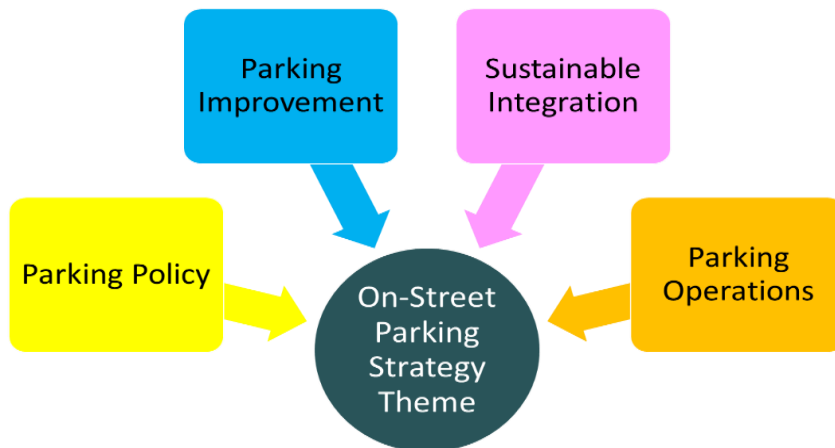 Parking
Improvement
Sustainable
Integration
Parking Policy
Parking
Operations
On-Street
Parking
Strategy
Theme